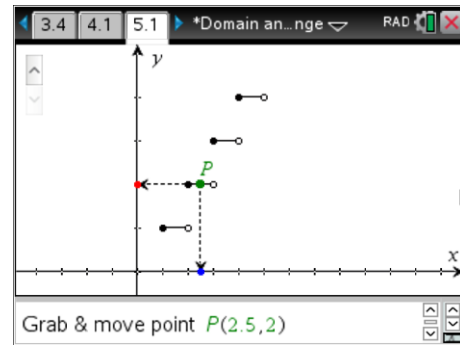 3.4 4.1 5.1 *Domain an...nge RAD
y
P
x
Grab & move point P(2.5,2)